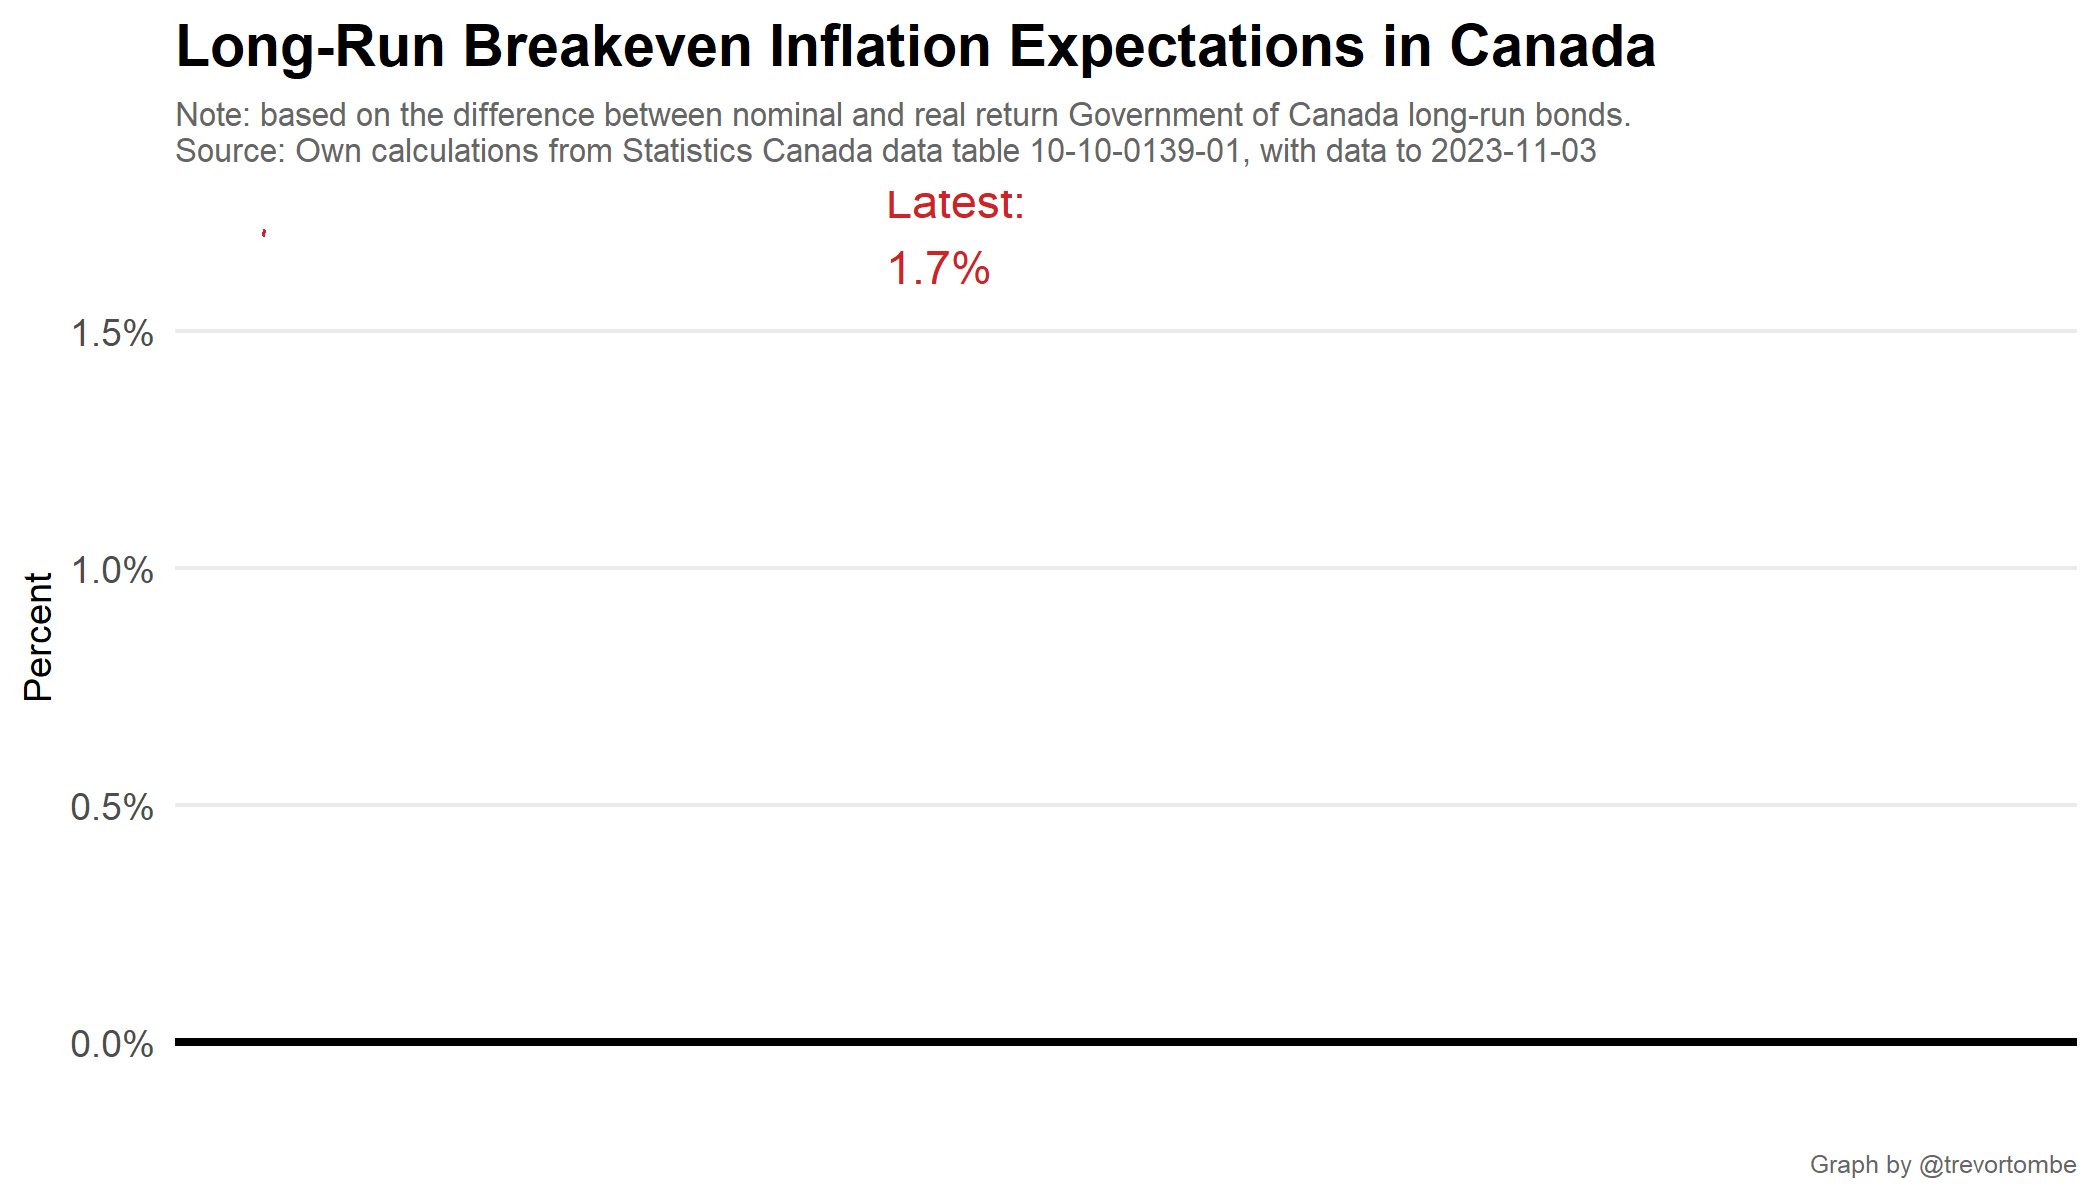 Long-Run Breakeven Inflation Expectations in Canada
Note: based on the difference between nominal and real return Government of Canada long-run bonds.
Source: Own calculations from Statistics Canada data table 10-10-0139-01, with data to 2023-11-03
Latest:
1.7%
1.5%
1.0%
0.5%
0.0%
Percent
Graph by @trevortombe